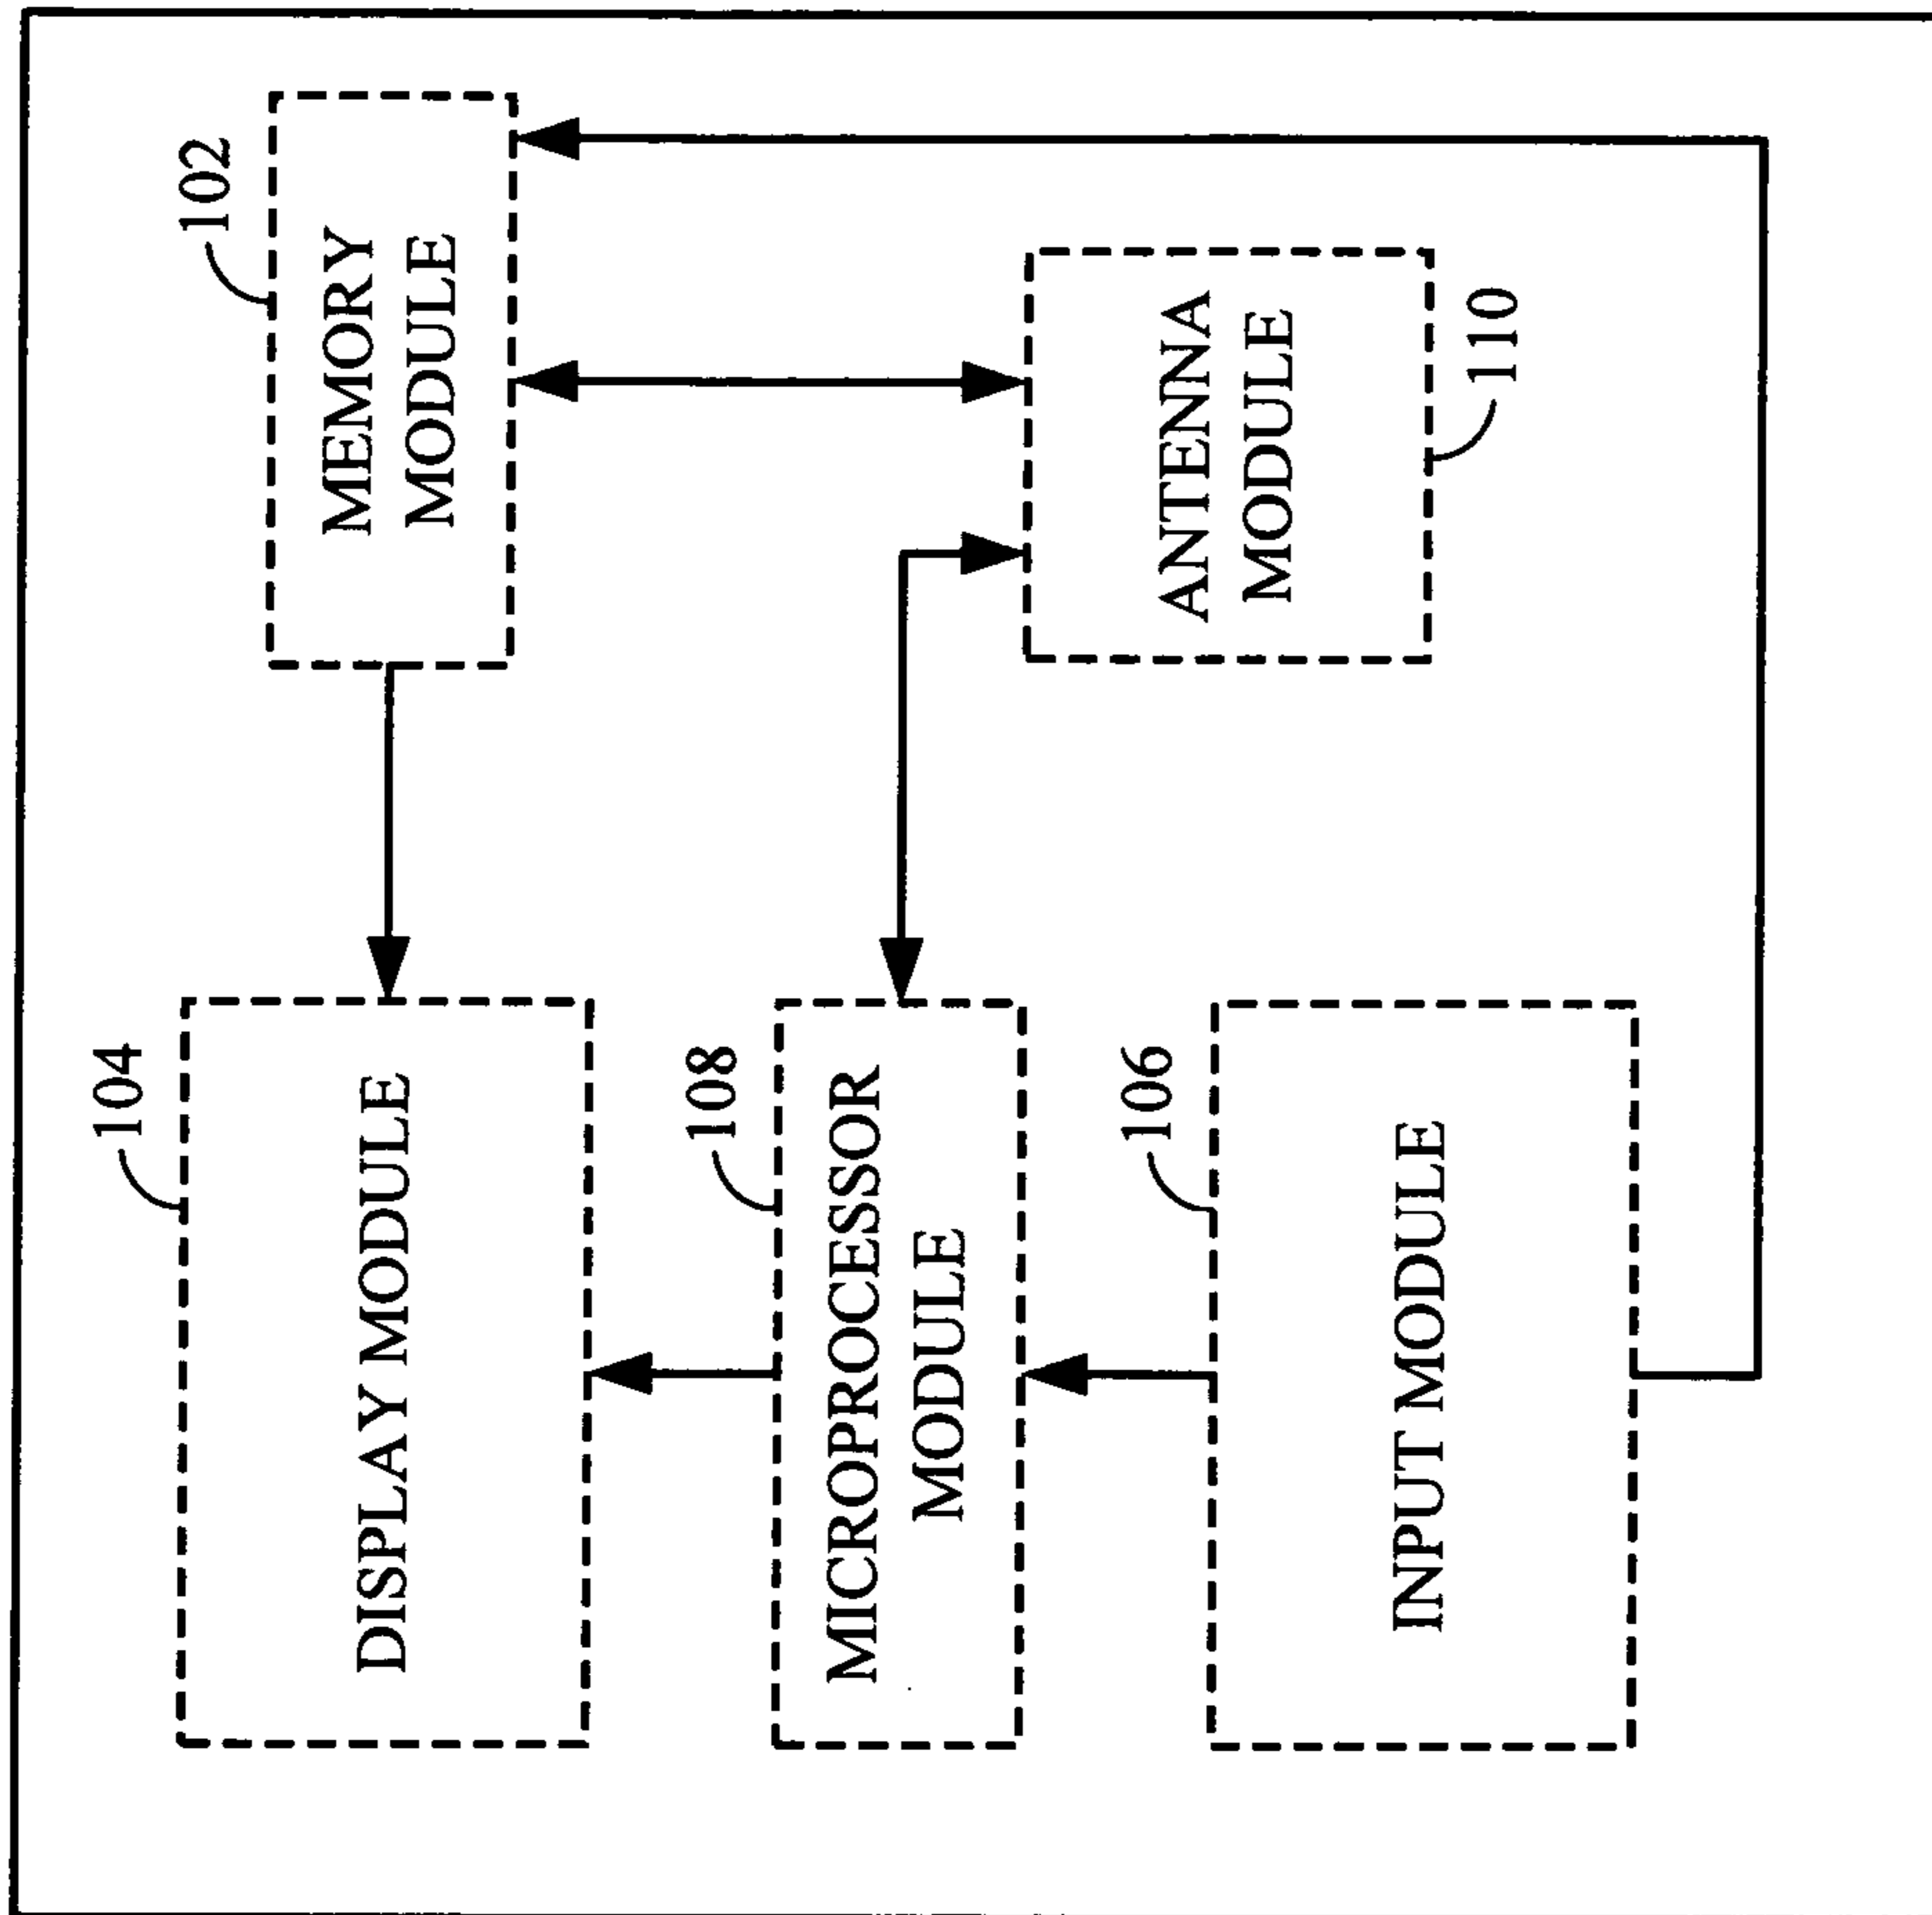 104
DISPLAY MODULE
102
MEMORY
MODULE
108
MICROPROCESSOR
MODULE
106
INPUT MODULE
ANTENNA
MODULE
110